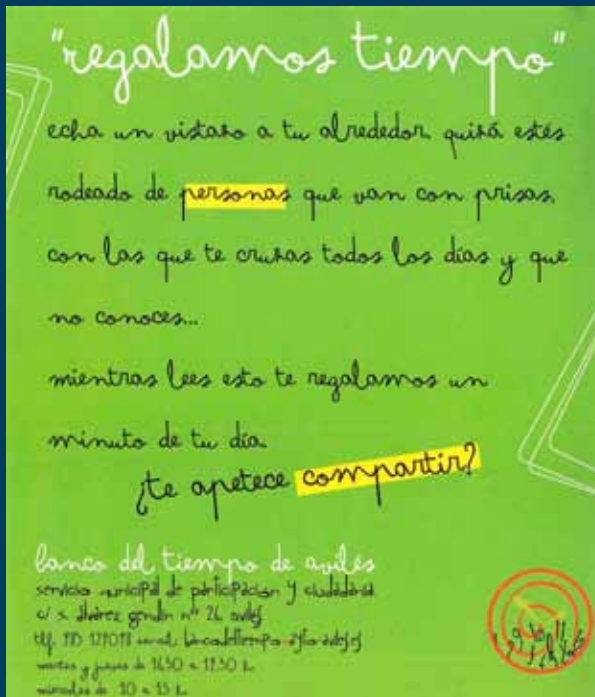 "regalamos tiempo"
echa un vistazo a tu alrededor, quizá estés
rodeado de personas que van con prisas,
con las que te cruzas todos los días y que
no conoces...
mientras lees esto te regalamos un
minuto de tu día.
¿te apetece compartir?
banco del tiempo de avilés
servicio municipal de participación y ciudadanía
c/ s. álvarez gendín nº 26 avilés
tlf.
martes y jueves de 16.30 a
miércoles de 10 a 13 h.